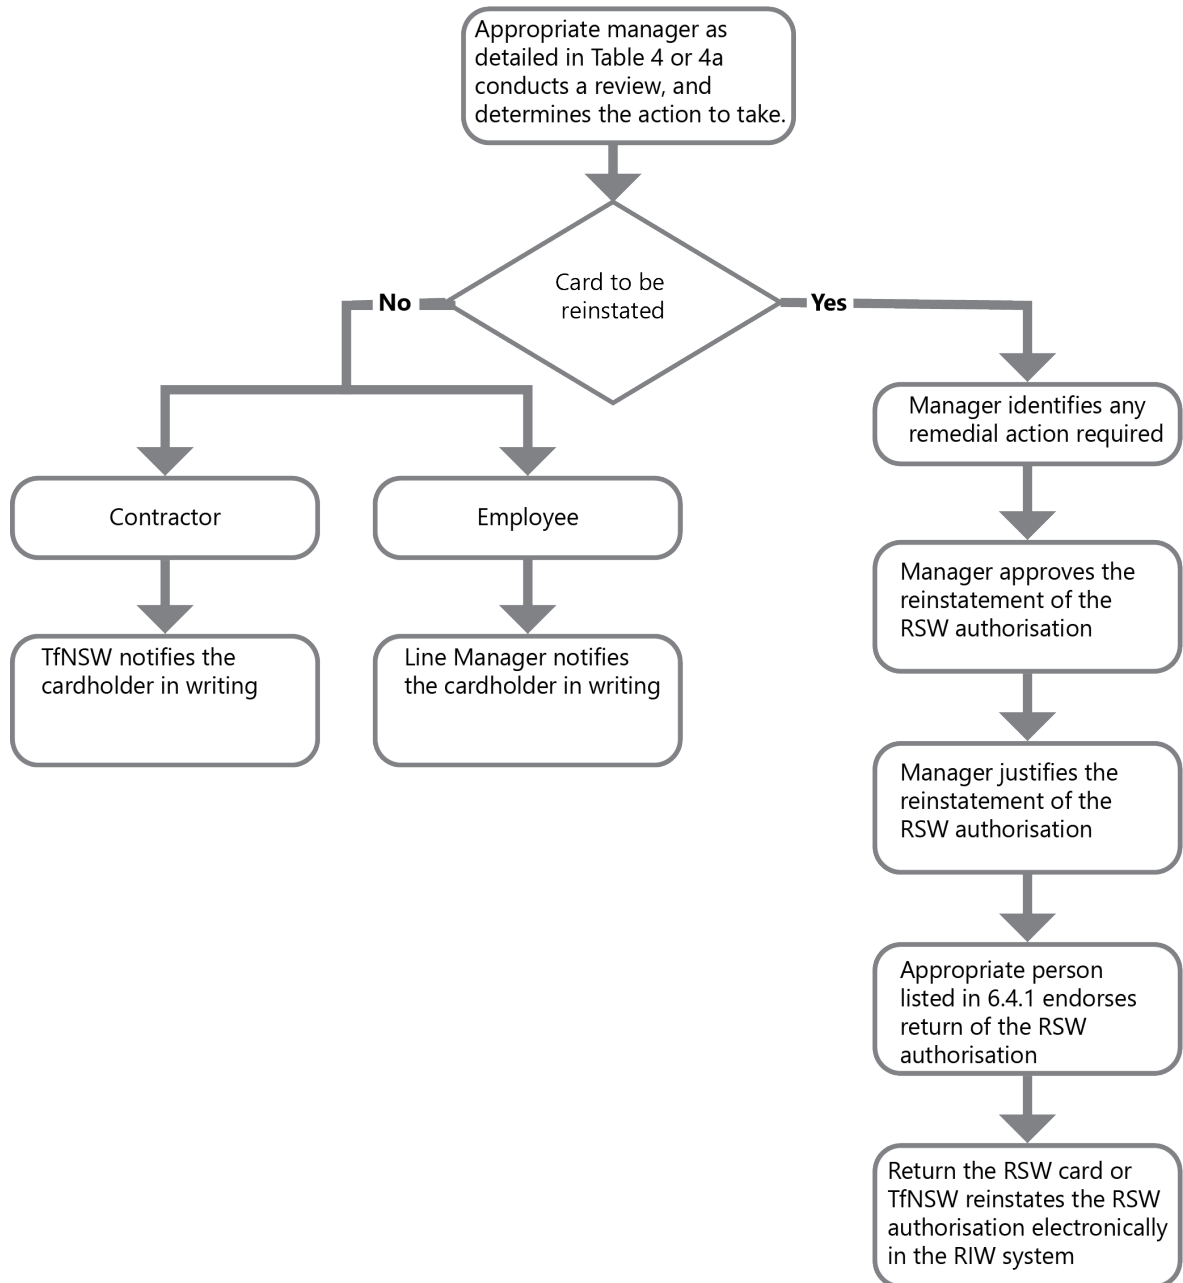 Appropriate manager as
detailed in Table 4 or 4a
conducts a review, and
determines the action to take.
Card to be
reinstated
No
Yes
Manager identifies any
remedial action required
Contractor
Employee
Manager approves the
reinstatement of the
RSW authorisation
TfNSW notifies the
cardholder in writing
Line Manager notifies
the cardholder in writing
Manager justifies the
reinstatement of the
RSW authorisation
Appropriate person
listed in 6.4.1 endorses
return of the RSW
authorisation
Return the RSW card or
TfNSW reinstates the RSW
authorisation electronically
in the RIW system